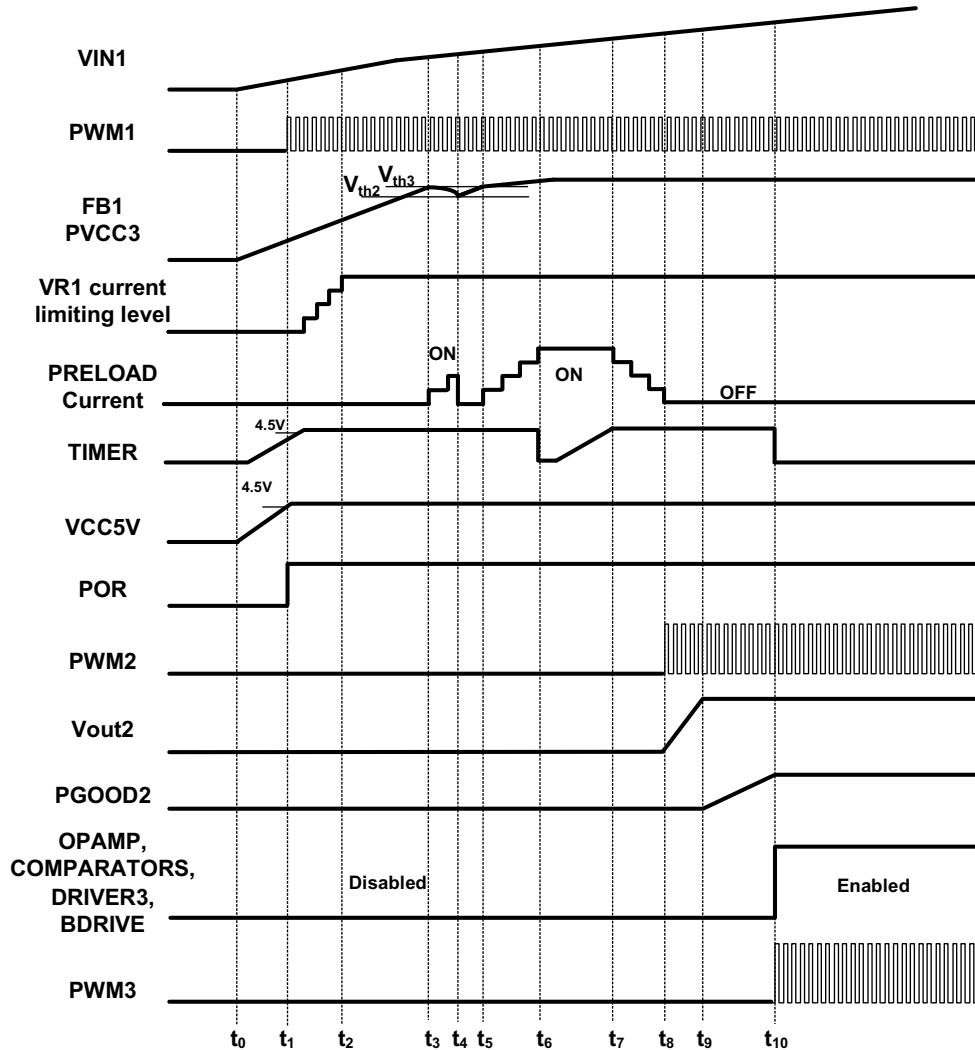 VIN1
PWM1
Vth3
Vth2
FB1
PVCC3
VR1 current
limiting level
ON
PRELOAD
Current
ON
OFF
4.5V
TIMER
4.5V
VCC5V
POR
PWM2
Vout2
PGOOD2
OPAMP,
COMPARATORS,
DRIVER3,
BDRIVE
Disabled
Enabled
PWM3
t0 t1 t2 t3 t4 t5 t6 t7 t8 t9 t10